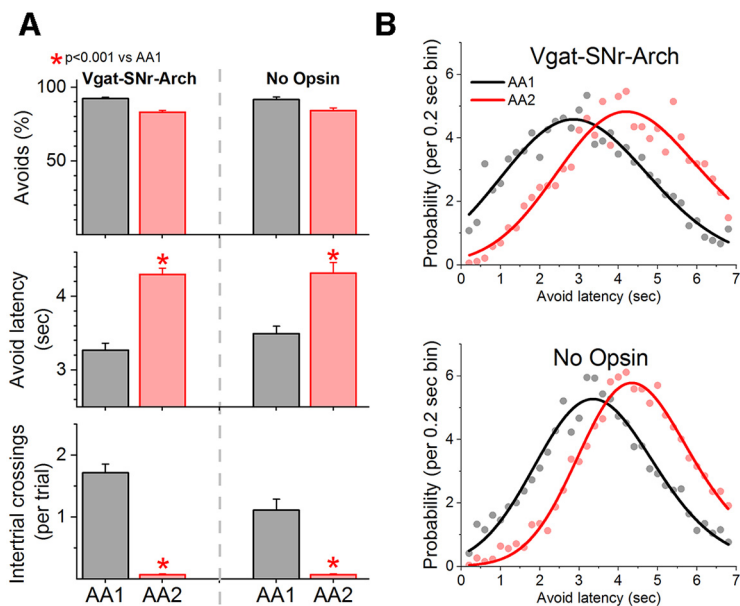 A
* p<0.001 vs AA1
Vgat-SNr-Arch
No Opsin
Avoids (%)
100
50
Avoid latency
(sec)
4
3
*
*
Intertrial crossings
(per trial)
2
1
*
*
AA1
AA2
AA1
AA2
B
Vgat-SNr-Arch
AA1
AA2
Probability (per 0.2 sec bin)
6
4
2
0
0 1 2 3 4 5 6 7
Avoid latency (sec)
No Opsin
Probability (per 0.2 sec bin)
6
4
2
0
0 1 2 3 4 5 6 7
Avoid latency (sec)